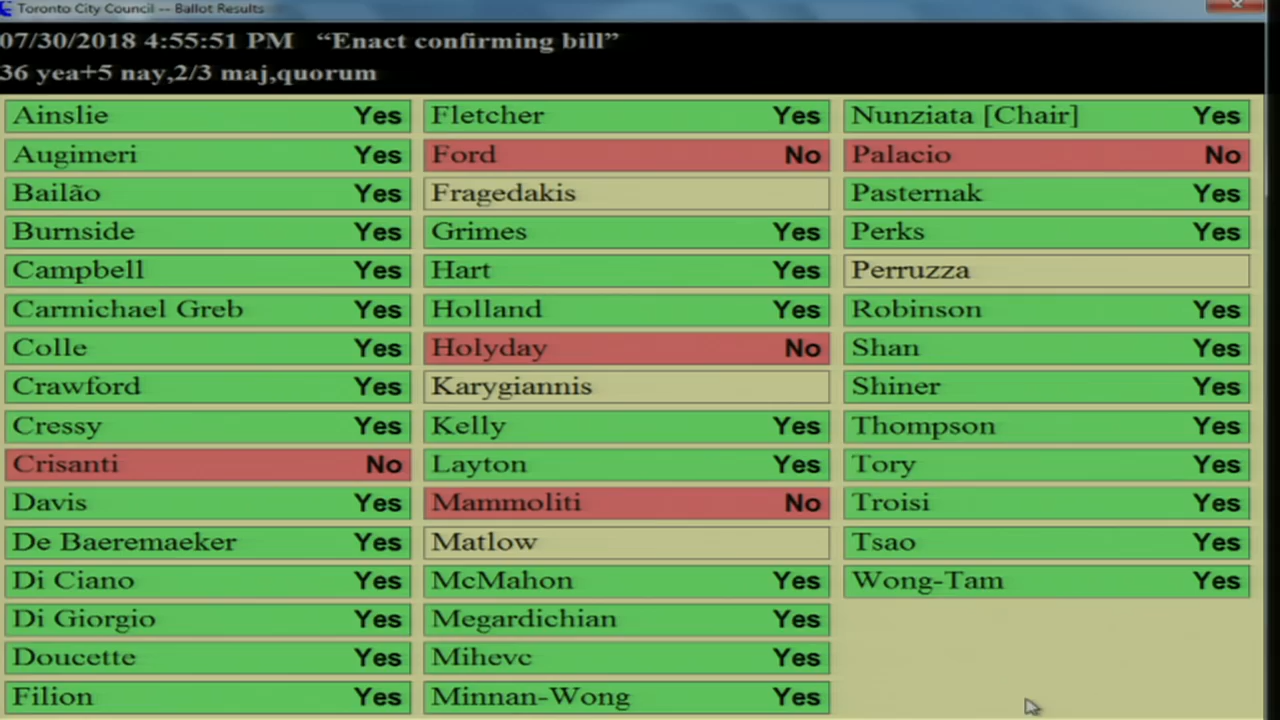 Toronto City Council -- Ballot Results
07/30/2018 4:55:51 PM “Enact confirming bill”
36 yea+5 nay,2/3 maj,quorum
Ainslie Yes
Augimeri Yes
Bailão Yes
Burnside Yes
Campbell Yes
Carmichael Greb Yes
Colle Yes
Crawford Yes
Cressy Yes
Crisanti No
Davis Yes
De Baeremaeker Yes
Di Ciano Yes
Di Giorgio Yes
Doucette Yes
Filion Yes
Fletcher Yes
Ford No
Fragedakis
Grimes Yes
Hart Yes
Holland Yes
Holyday No
Karygiannis
Kelly Yes
Layton Yes
Mammoliti No
Matlow
McMahon Yes
Megardichian Yes
Mihevc Yes
Minnan-Wong Yes
Nunziata [Chair] Yes
Palacio No
Pasternak Yes
Perks Yes
Perruzza
Robinson Yes
Shan Yes
Shiner Yes
Thompson Yes
Tory Yes
Troisi Yes
Tsao Yes
Wong-Tam Yes